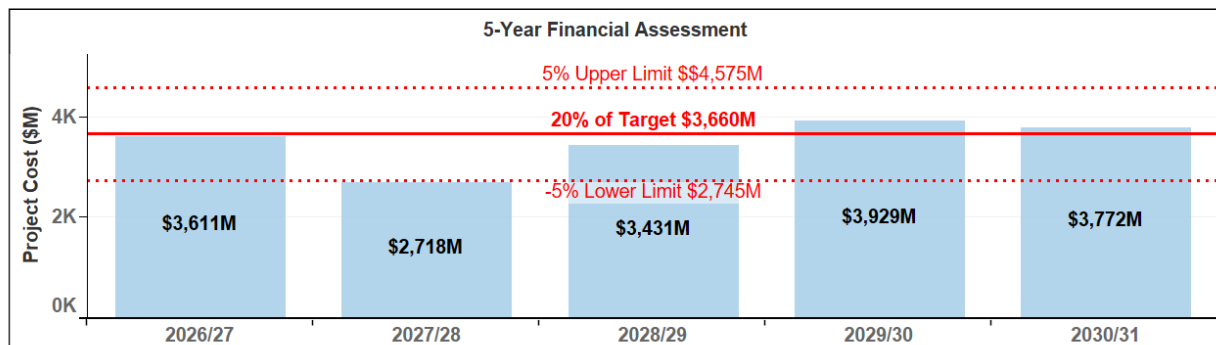 5-Year Financial Assessment
Project Cost ($M)
5% Upper Limit $$4,575M
4K
20% of Target $3,660M
-5% Lower Limit $2,745M
2K
$3,611M
$2,718M
$3,431M
$3,929M
$3,772M
0K
2026/27
2027/28
2028/29
2029/30
2030/31